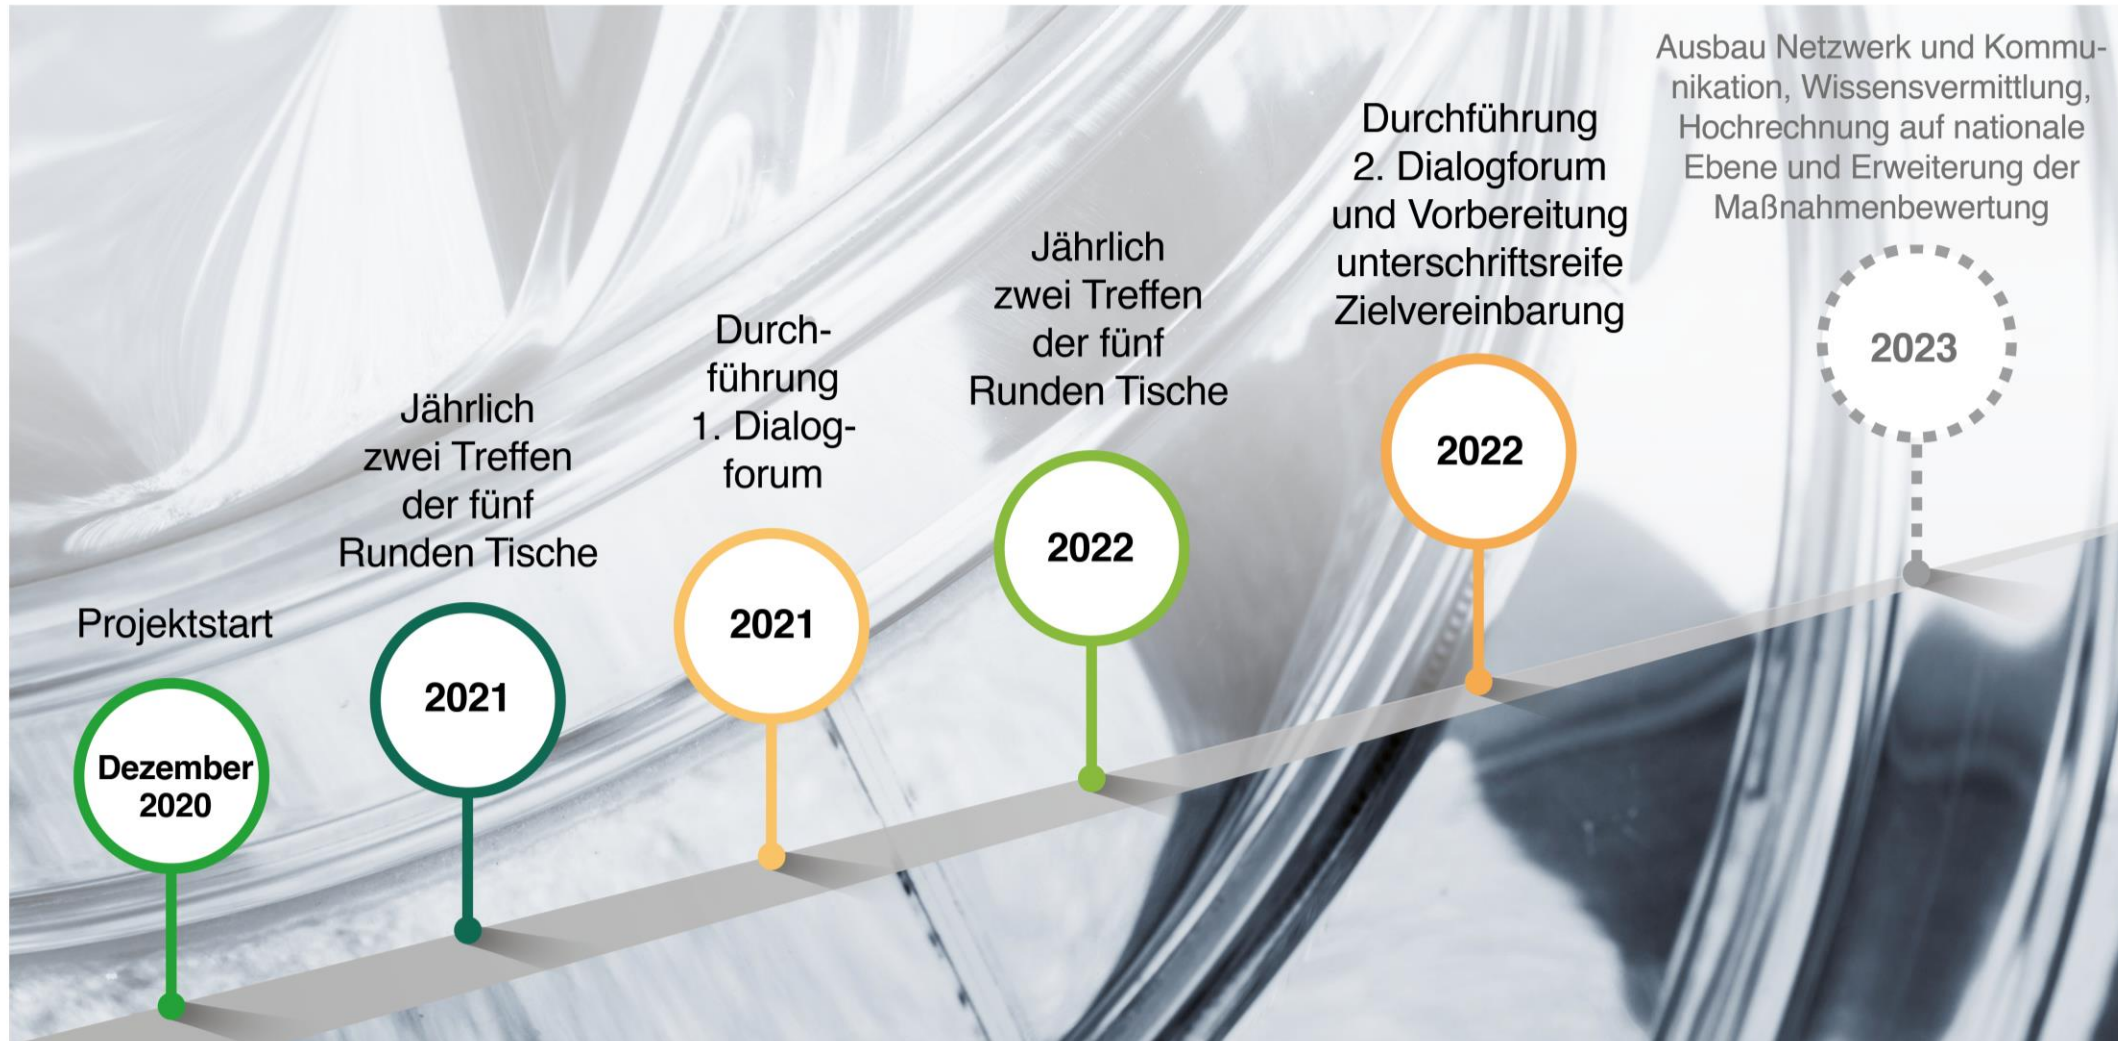 Projektstart
Dezember
2020
Jährlich
zwei Treffen
der fünf
Runden Tische
2021
Durch-
führung
1. Dialog-
forum
2021
Jährlich
zwei Treffen
der fünf
Runden Tische
2022
Durchführung
2. Dialogforum
und Vorbereitung
unterschriftsreife
Zielvereinbarung
2022
Ausbau Netzwerk und Kommu-
nikation, Wissensvermittlung,
Hochrechnung auf nationale
Ebene und Erweiterung der
Maßnahmenbewertung
2023